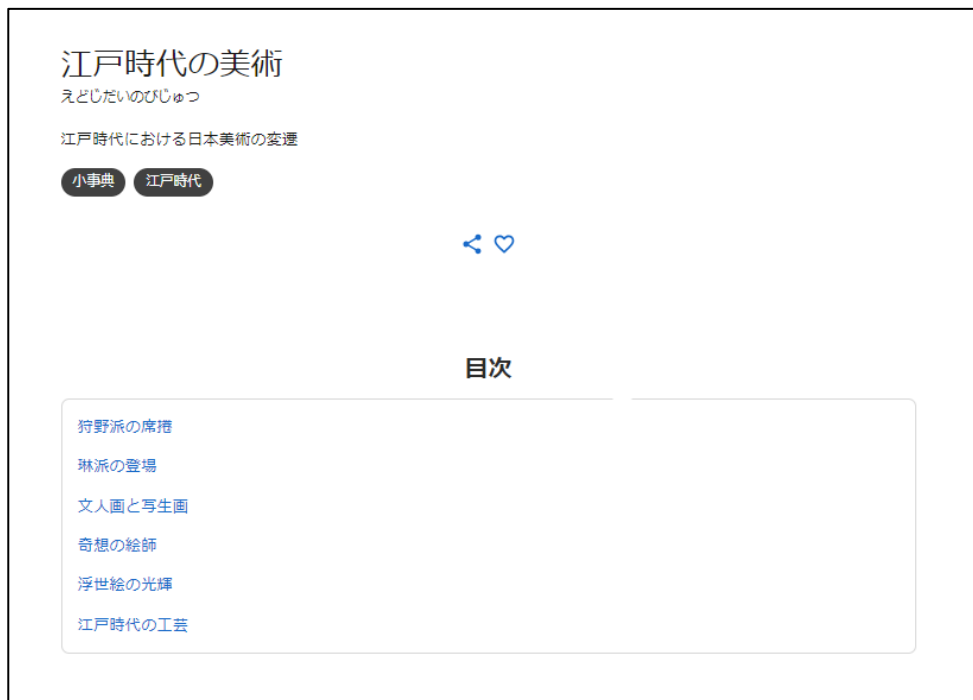 江戸時代の美術
えどじだいのびじゅつ
江戸時代における日本美術の変遷
小事典 江戸時代
目次
狩野派の席捲
琳派の登場
文人画と写生画
奇想の絵師
浮世絵の光輝
江戸時代の工芸